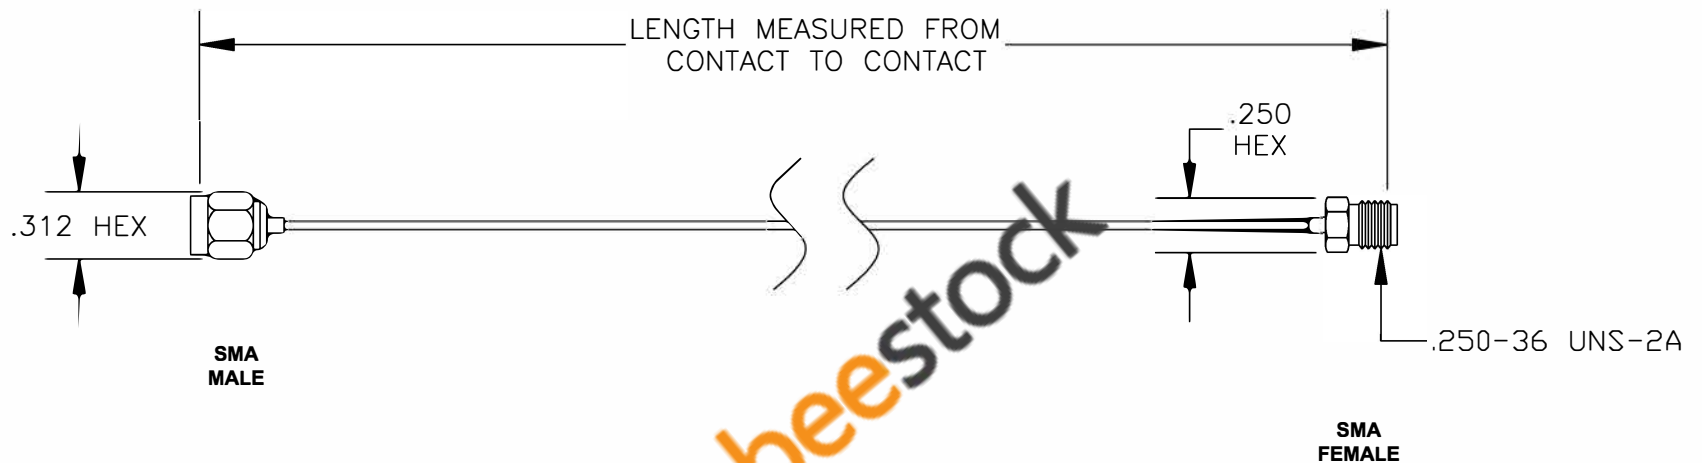 LENGTH MEASURED FROM
CONTACT TO CONTACT
.250
HEX
.312 HEX
.250-36 UNS-2A
SMA
MALE
SMA
FEMALE
beestock